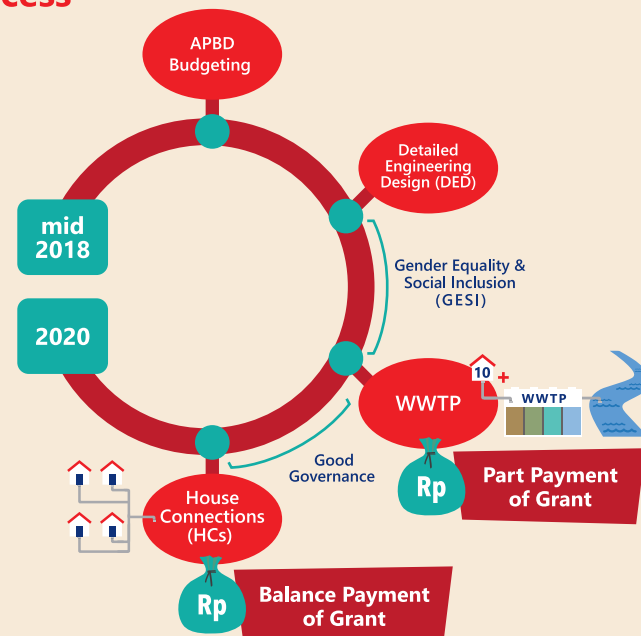 APBD
Budgeting
Detailed
Engineering
Design (DED)
mid
2018
Gender Equality &
Social Inclusion
(GESI)
2020
10
+
WWTP
WWTP
Good
Governance
Rp
Part Payment
of Grant
House
Connections
(HCs)
Rp
Balance Payment
of Grant